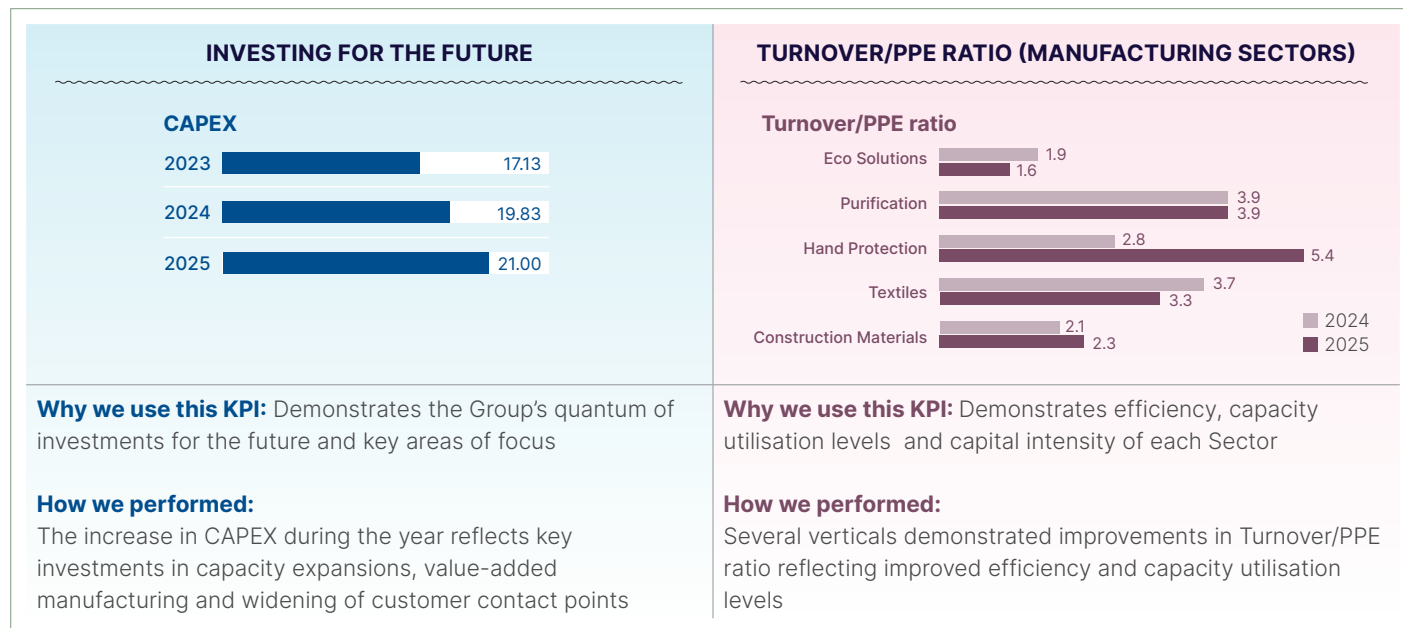 INVESTING FOR THE FUTURE
CAPEX
2023 17.13
2024 19.83
2025 21.00
Why we use this KPI: Demonstrates the Group’s quantum of
investments for the future and key areas of focus
How we performed:
The increase in CAPEX during the year reflects key
investments in capacity expansions, value-added
manufacturing and widening of customer contact points
TURNOVER/PPE RATIO (MANUFACTURING SECTORS)
Turnover/PPE ratio
Eco Solutions 1.9
1.6
Purification 3.9
3.9
Hand Protection 2.8
5.4
Textiles 3.7
3.3
Construction Materials 2.1
2.3
2024
2025
Why we use this KPI: Demonstrates efficiency, capacity
utilisation levels  and capital intensity of each Sector
How we performed:
Several verticals demonstrated improvements in Turnover/PPE
ratio reflecting improved efficiency and capacity utilisation
levels